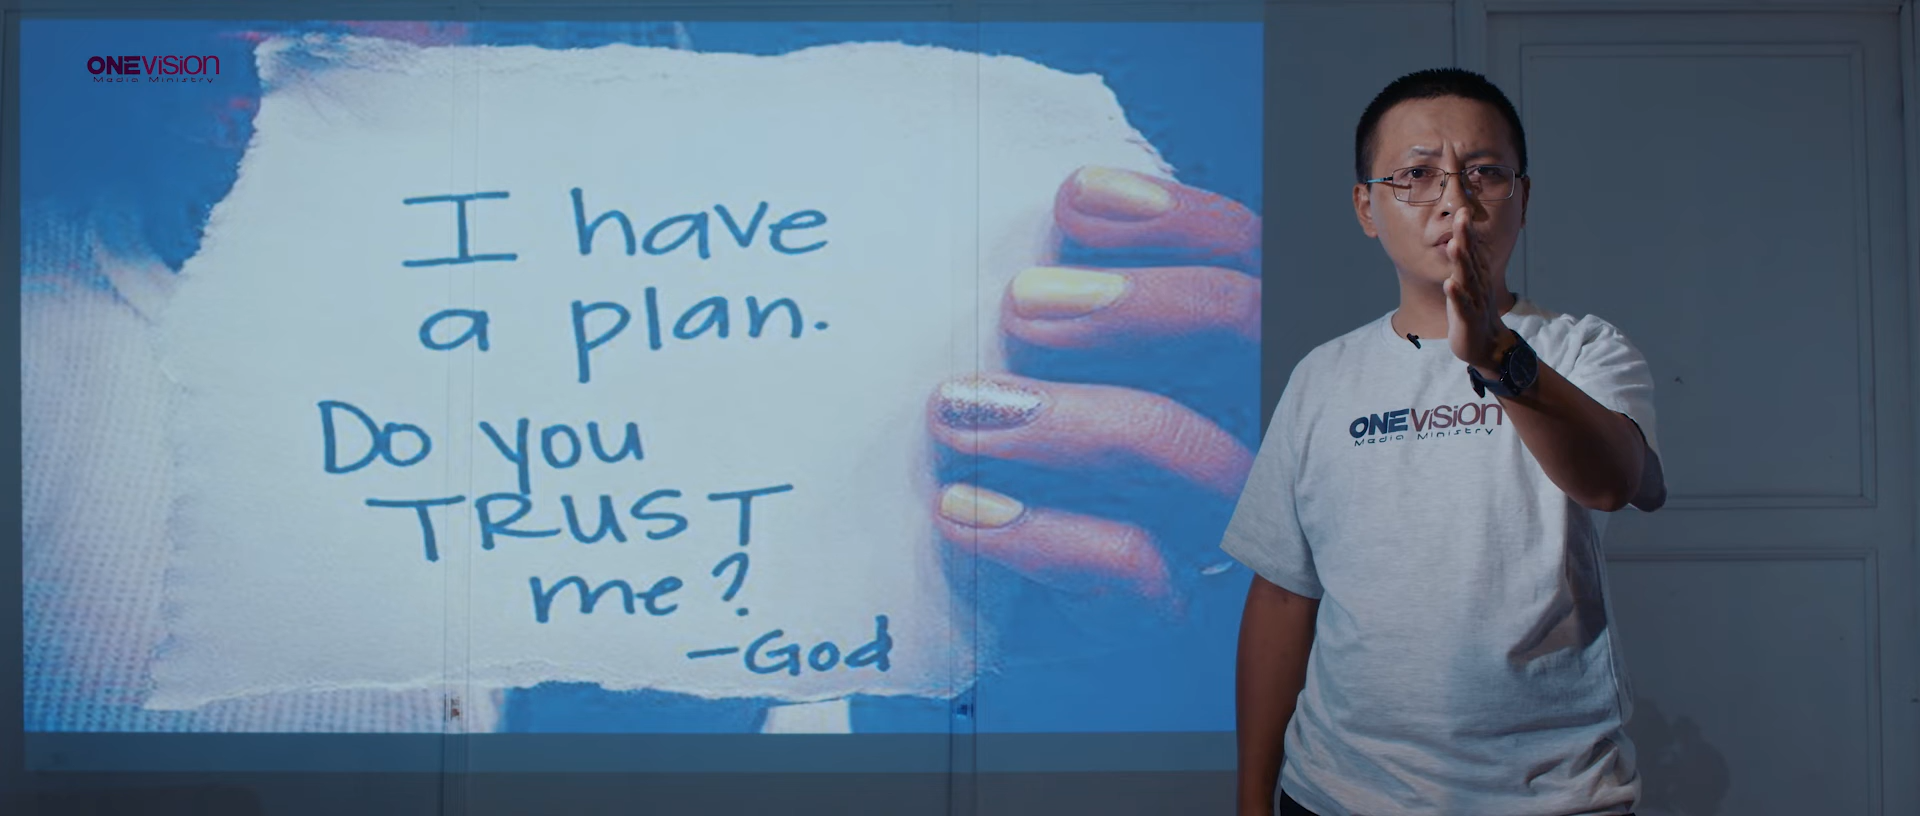 ONEVISION
Media Ministry
I have
a plan.
Do you
TRUST
me?
-God
ONEVISION
Media Ministry